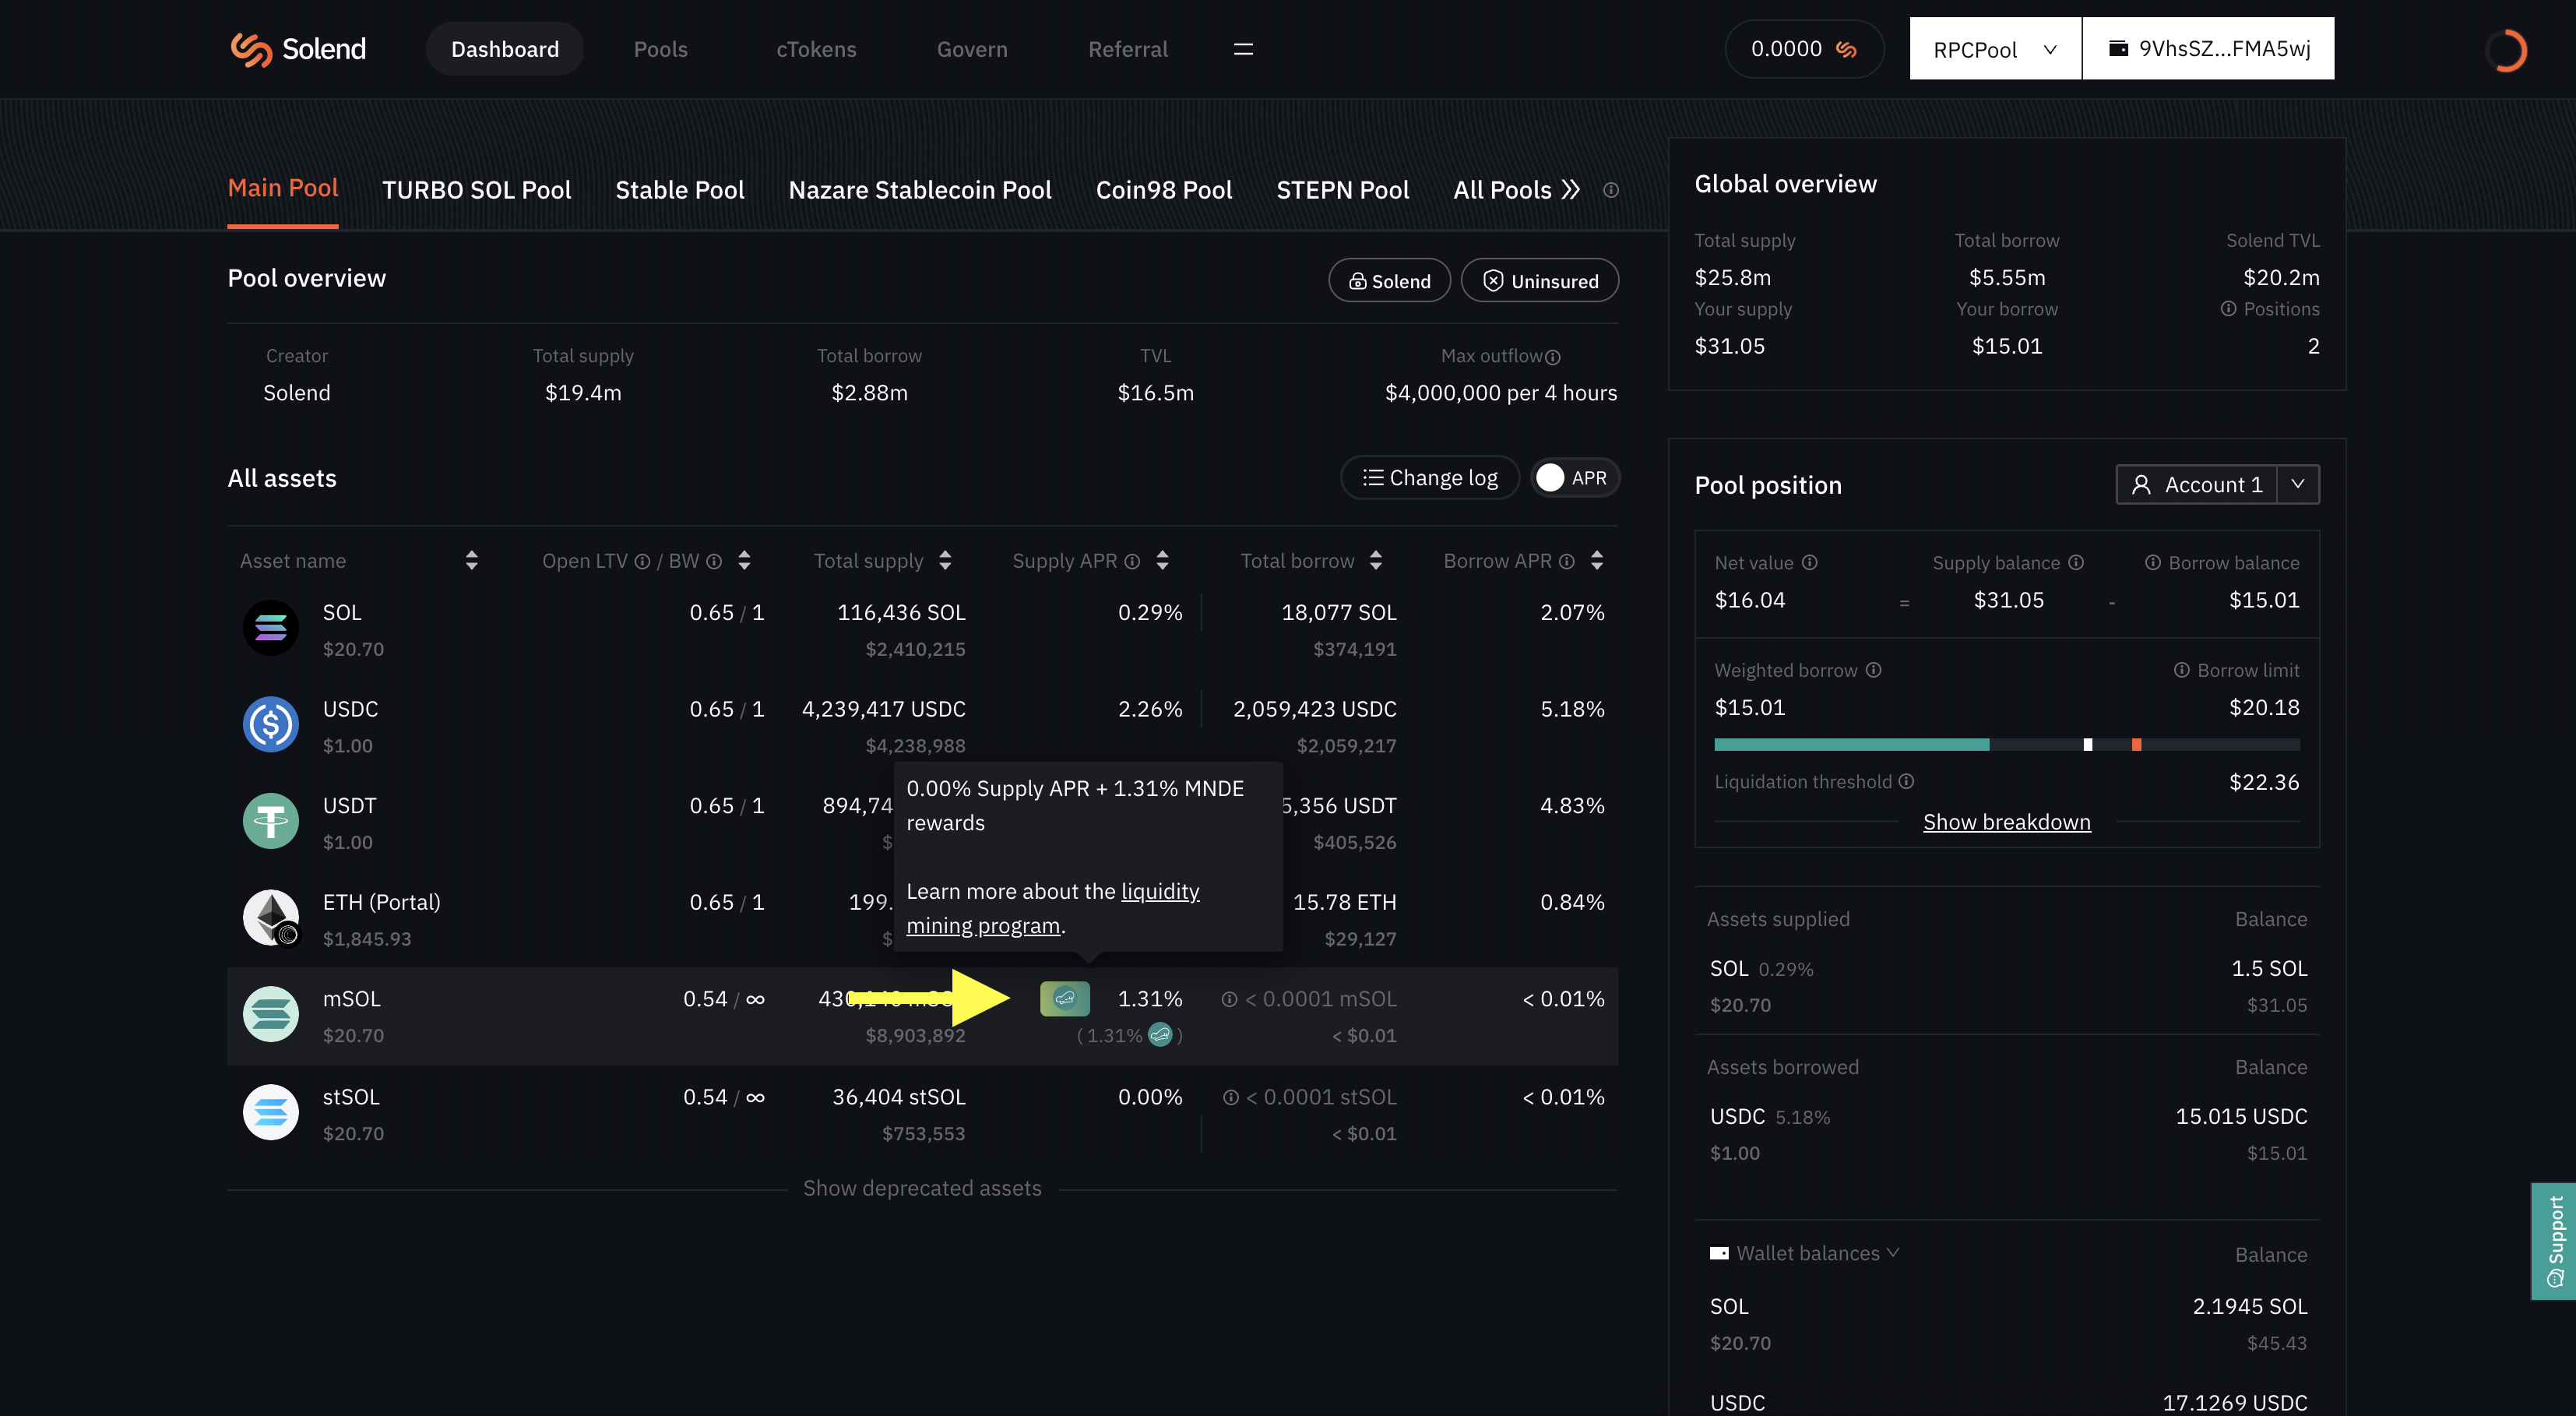 Solend
Dashboard
Pools
cTokens
Govern
Referral
0.0000
RPCPool
9VhsSZ...FMA5wj
Main Pool
TURBO SOL Pool
Stable Pool
Nazare Stablecoin Pool
Coin98 Pool
STEPN Pool
All Pools
Pool overview
Solend
Uninsured
Creator Total supply Total borrow TVL Max outflow
Solend $19.4m $2.88m $16.5m $4,000,000 per 4 hours
All assets
Change log
APR
Asset name Open LTV / BW Total supply Supply APR Total borrow Borrow APR
SOL 0.65 / 1 116,436 SOL 0.29% 18,077 SOL 2.07%
$20.70 $2,410,215 $374,191
USDC 0.65 / 1 4,239,417 USDC 2.26% 2,059,423 USDC 5.18%
$1.00 $4,238,988 $2,059,217
USDT 0.65 / 1 894,74 5,356 USDT 4.83%
$1.00 $ $405,526
0.00% Supply APR + 1.31% MNDE
rewards
Learn more about the liquidity
mining program.
ETH (Portal) 0.65 / 1 199. 15.78 ETH 0.84%
$1,845.93 $ $29,127
mSOL 0.54 / ∞ 1.31% < 0.0001 mSOL < 0.01%
$20.70 $8,903,892 ( 1.31% ) < $0.01
stSOL 0.54 / ∞ 36,404 stSOL 0.00% < 0.0001 stSOL < 0.01%
$20.70 $753,553 < $0.01
Show deprecated assets
Global overview
Total supply Total borrow Solend TVL
$25.8m $5.55m $20.2m
Your supply Your borrow Positions
$31.05 $15.01 2
Pool position
Account 1
Net value Supply balance Borrow balance
$16.04 = $31.05 - $15.01
Weighted borrow Borrow limit
$15.01 $20.18
Liquidation threshold $22.36
Show breakdown
Assets supplied Balance
SOL 0.29% 1.5 SOL
$20.70 $31.05
Assets borrowed Balance
USDC 5.18% 15.015 USDC
$1.00 $15.01
Wallet balances Balance
SOL 2.1945 SOL
$20.70 $45.43
USDC 17.1269 USDC
Support